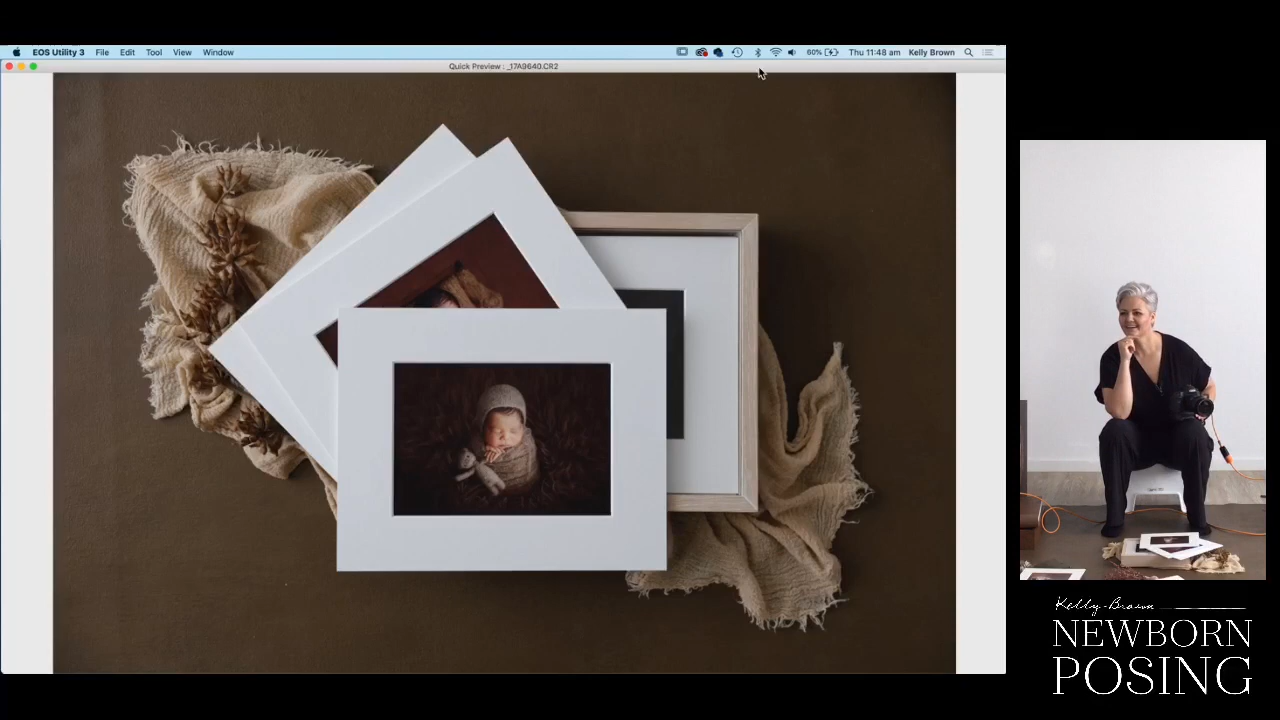 EOS Utility 3 File Edit Tool View Window 60% Thu 11:48 am Kelly Brown
Quick Preview : _17A9640.CR2
Kelly Brown
NEWBORN
POSING